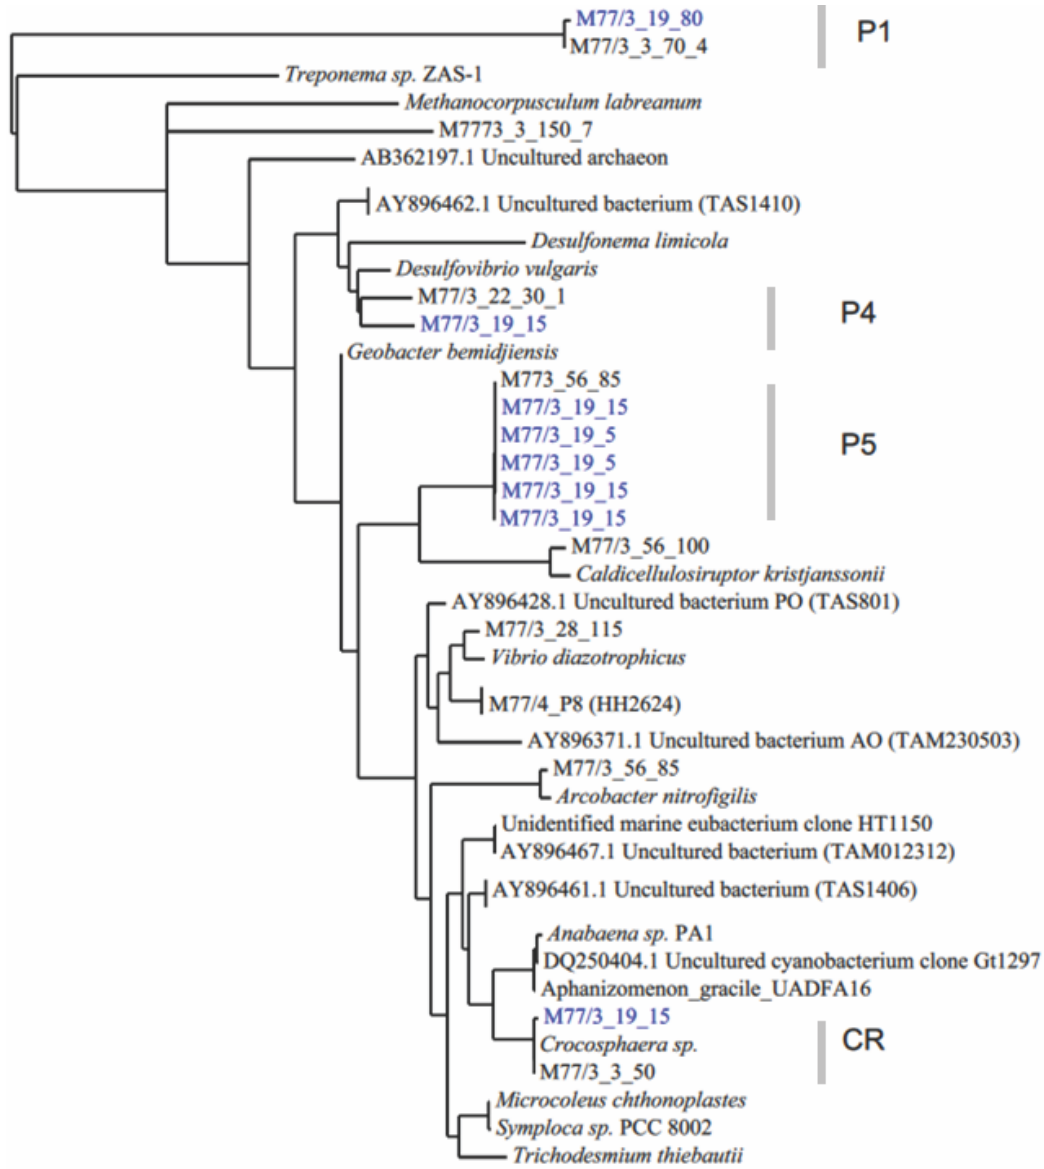 M77/3_19_80
P1
M77/3_3_70_4
Treponema sp. ZAS-1
Methanocorpusculum labreanum
M7773_3_150_7
AB362197.1 Uncultured archaeon
AY896462.1 Uncultured bacterium (TAS1410)
Desulfonema limicola
Desulfovibrio vulgaris
M77/3_22_30_1
P4
M77/3_19_15
Geobacter bemidjiensis
M773_56_85
M77/3_19_15
M77/3_19_5
P5
M77/3_19_5
M77/3_19_15
M77/3_19_15
M77/3_56_100
Caldicellulosiruptor kristjanssonii
AY896428.1 Uncultured bacterium PO (TAS801)
M77/3_28_115
Vibrio diazotrophicus
M77/4_P8 (HH2624)
AY896371.1 Uncultured bacterium AO (TAM230503)
M77/3_56_85
Arcobacter nitrofigilis
Unidentified marine eubacterium clone HT1150
AY896467.1 Uncultured bacterium (TAM012312)
AY896461.1 Uncultured bacterium (TAS1406)
Anabaena sp. PA1
DQ250404.1 Uncultured cyanobacterium clone Gt1297
Aphanizomenon_gracile_UADFA16
M77/3_19_15
Crocosphaera sp.
CR
M77/3_3_50
Microcoleus chthonoplastes
Symploca sp. PCC 8002
Trichodesmium thiebautii